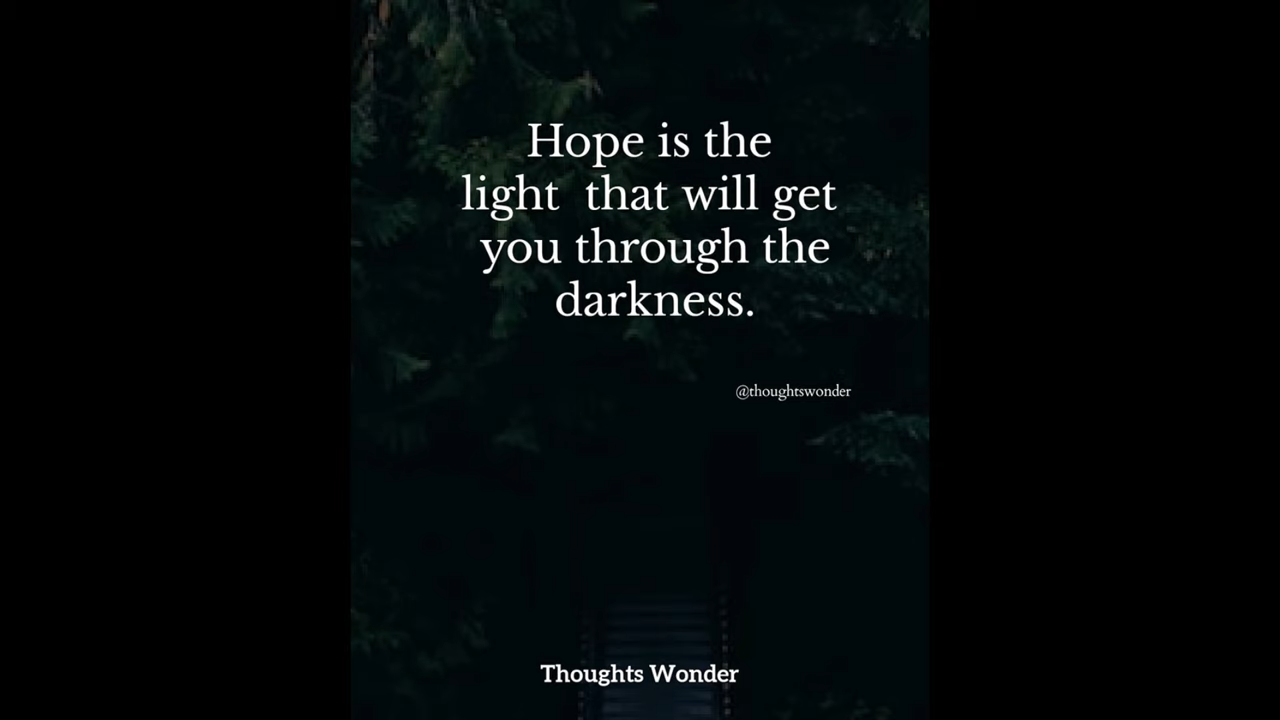 Hope is the
light that will get
you through the
darkness.
@thoughtswonder
Thoughts Wonder